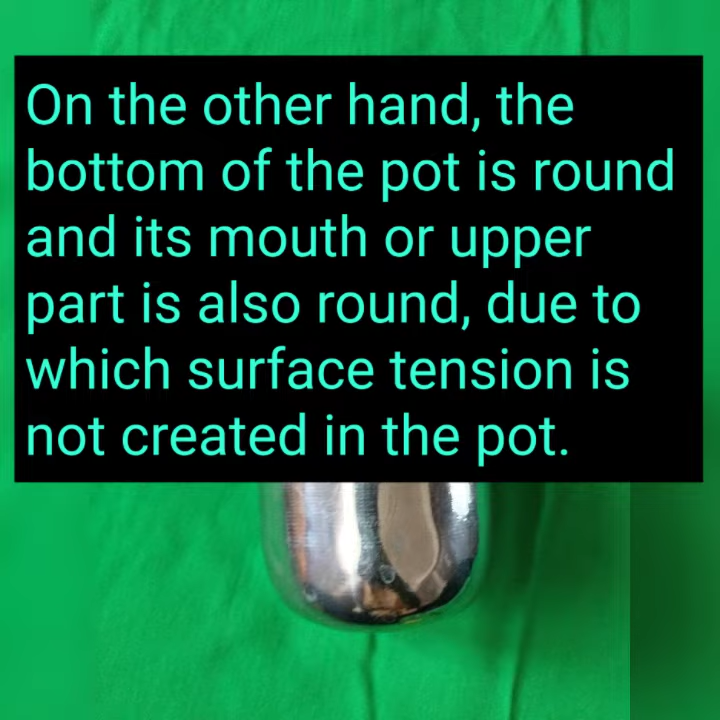 On the other hand, the
bottom of the pot is round
and its mouth or upper
part is also round, due to
which surface tension is
not created in the pot.